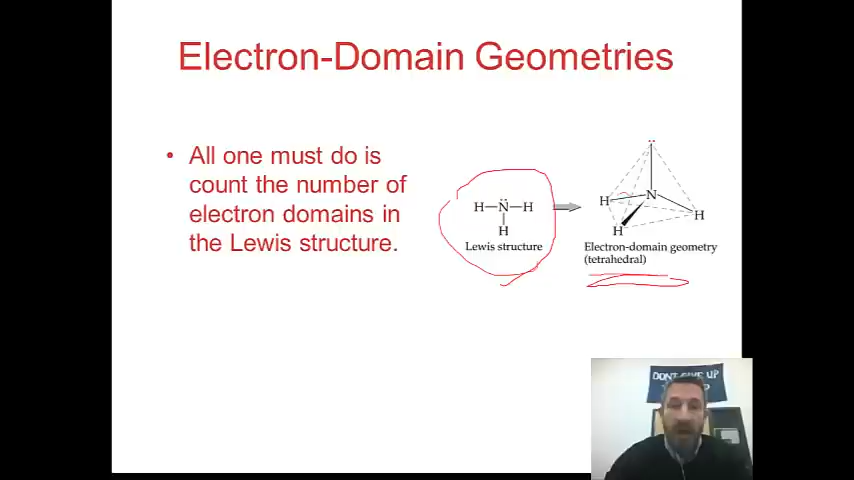 Electron-Domain Geometries
• All one must do is
count the number of
electron domains in
the Lewis structure.
H—N̈—H
H
Lewis structure
N
H
H
H
Electron-domain geometry
(tetrahedral)
DON'T GIVE UP